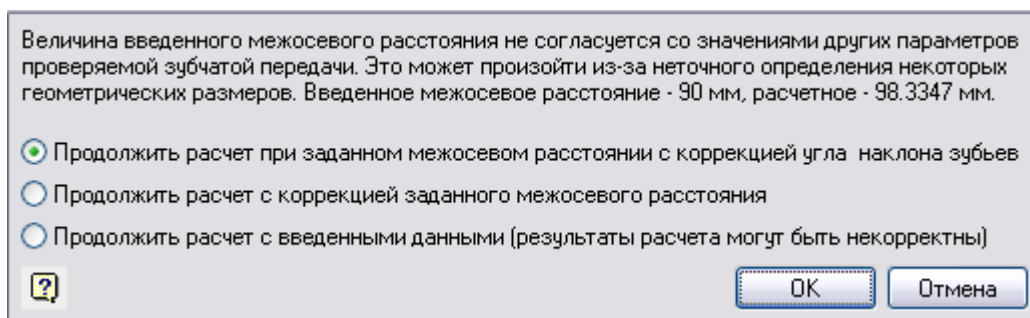 Величина введенного межосевого расстояния не согласуется со значениями других параметров
проверяемой зубчатой передачи. Это может произойти из-за неточного определения некоторых
геометрических размеров. Введенное межосевое расстояние - 90 мм, расчетное - 98.3347 мм.
Продолжить расчет при заданном межосевом расстоянии с коррекцией угла наклона зубьев
Продолжить расчет с коррекцией заданного межосевого расстояния
Продолжить расчет с введенными данными (результаты расчета могут быть некорректны)
?
OK
Отмена